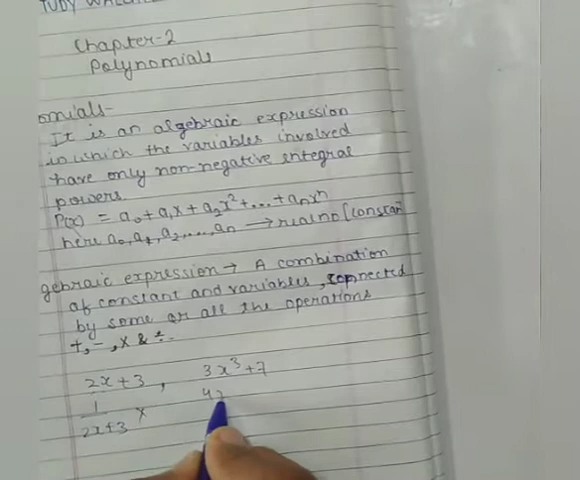 Chapter-2
Polynomials
omials-
It is an algebraic expression
in which the variables involved
have only non-negative integral
powers.
P(x) = a₀ + a₁x + a₂x² + ... + aₙxⁿ
here a₀, a₁, a₂, ..., aₙ → real no [constan
gebraic expression → A combination
of constant and variables, connected
by some or all the operations
+, -, × & ÷.
2x+3, 3x³+7
1/2x+3 ×